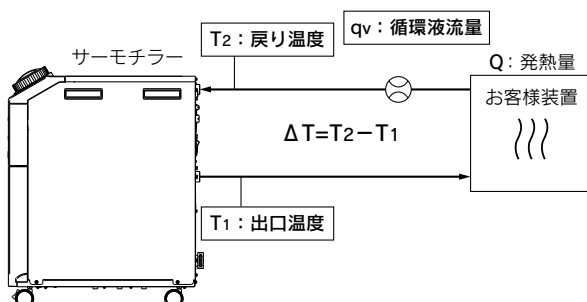 qv：循環液流量
T2：戻り温度
サーモチラー
Q：発熱量
お客様装置
ΔT=T2−T1
T1：出口温度